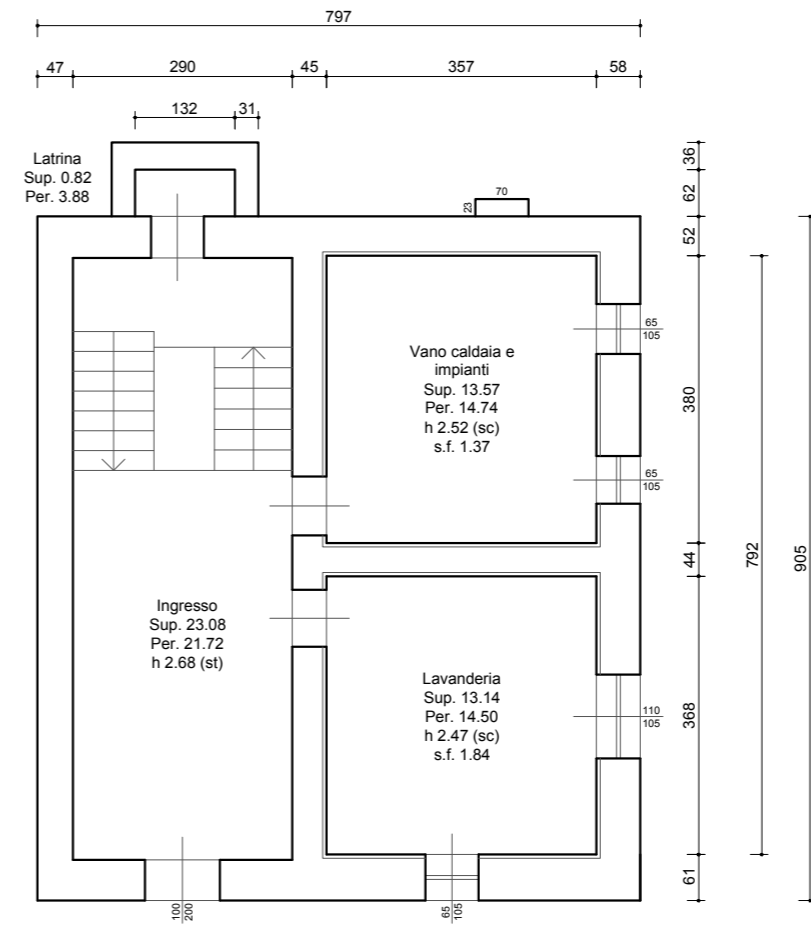 797
47 290 45 357 58
132 31
Latrina
Sup. 0.82
Per. 3.88
70
23
36
62
52
65
105
Vano caldaia e
impianti
Sup. 13.57
Per. 14.74
h 2.52 (sc)
s.f. 1.37
380
65
105
44
792
905
Ingresso
Sup. 23.08
Per. 21.72
h 2.68 (st)
Lavanderia
Sup. 13.14
Per. 14.50
h 2.47 (sc)
s.f. 1.84
110
105
368
61
100
200
65
105